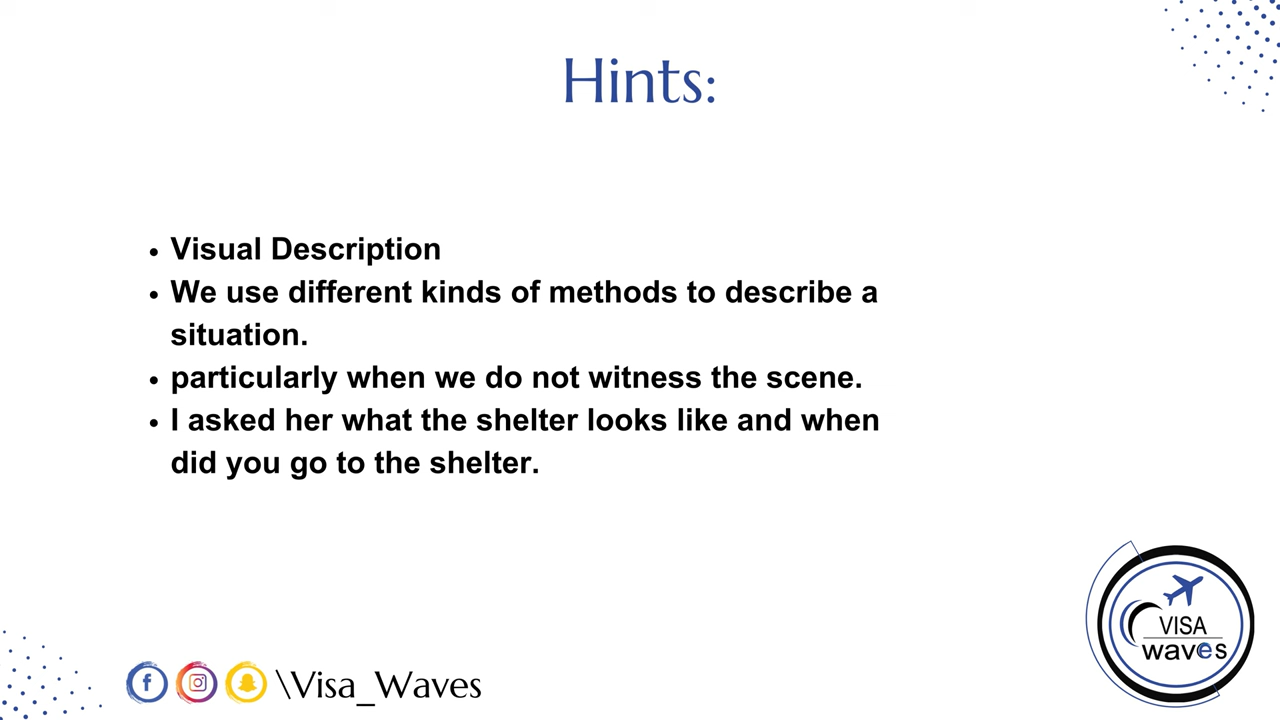 Hints:
• Visual Description
• We use different kinds of methods to describe a
situation.
• particularly when we do not witness the scene.
• I asked her what the shelter looks like and when
did you go to the shelter.
VISA
waves
\Visa_Waves